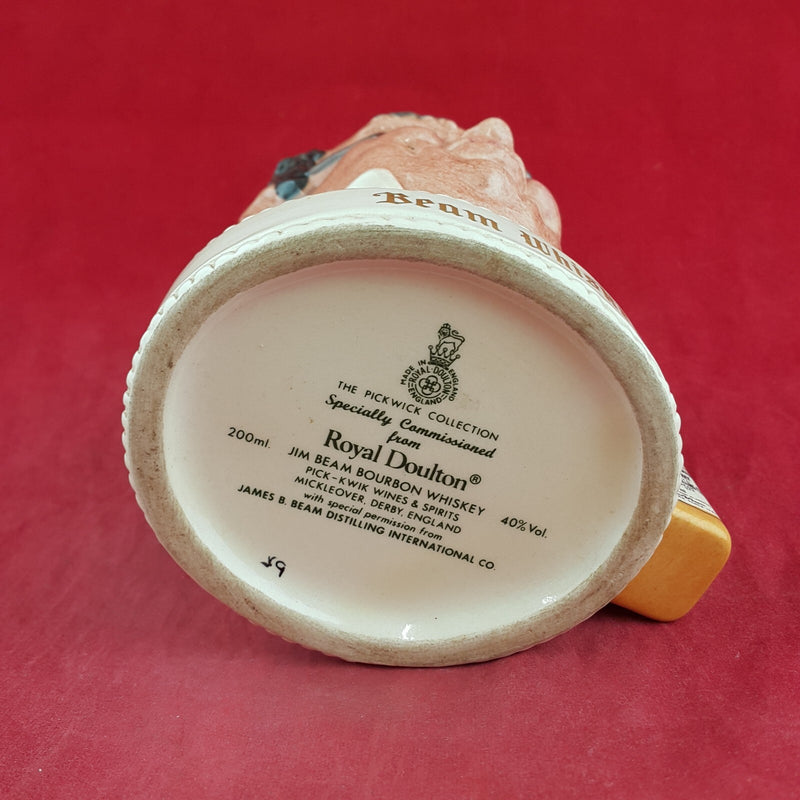 Beam Whisk
MADE IN ENGLAND
ROYAL · DOULTON
ENGLAND
THE PICKWICK COLLECTION
Specially Commissioned
from
Royal Doulton®
200ml.
JIM BEAM BOURBON WHISKEY
40% Vol.
PICK-KWIK WINES & SPIRITS
MICKLEOVER, DERBY, ENGLAND
with special permission from
JAMES B. BEAM DISTILLING INTERNATIONAL CO.